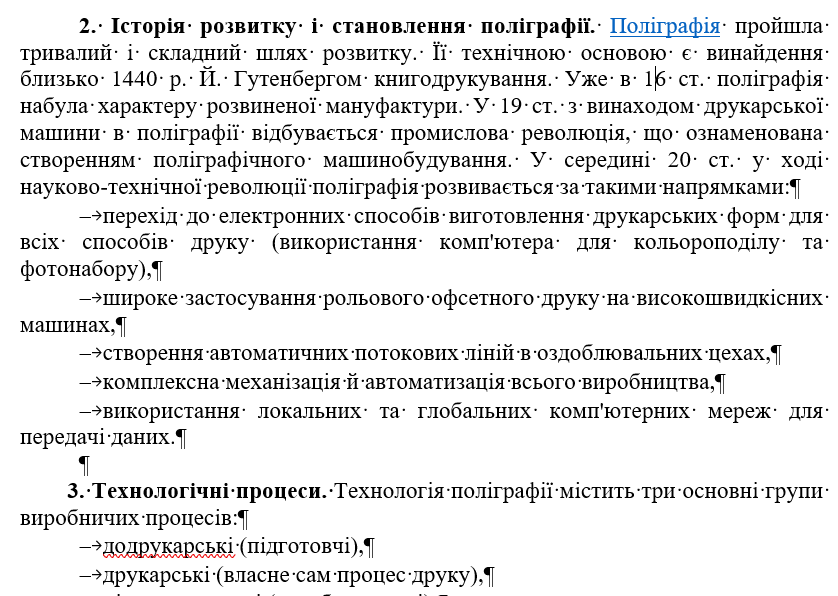 2. Історія розвитку і становлення поліграфії. Поліграфія пройшла
тривалий і складний шлях розвитку. Її технічною основою є винайдення
близько 1440 р. Й. Гутенбергом книгодрукування. Уже в 16 ст. поліграфія
набула характеру розвиненої мануфактури. У 19 ст. з винаходом друкарської
машини в поліграфії відбувається промислова революція, що ознаменована
створенням поліграфічного машинобудування. У середині 20 ст. у ході
науково-технічної революції поліграфія розвивається за такими напрямками:¶
–→перехід до електронних способів виготовлення друкарських форм для
всіх способів друку (використання комп'ютера для кольороподілу та
фотонабору),¶
–→широке застосування рольового офсетного друку на високошвидкісних
машинах,¶
–→створення автоматичних потокових ліній в оздоблювальних цехах,¶
–→комплексна механізація й автоматизація всього виробництва,¶
–→використання локальних та глобальних комп'ютерних мереж для
передачі даних.¶
¶
3. Технологічні процеси. Технологія поліграфії містить три основні групи
виробничих процесів:¶
–→додрукарські (підготовчі),¶
–→друкарські (власне сам процес друку),¶